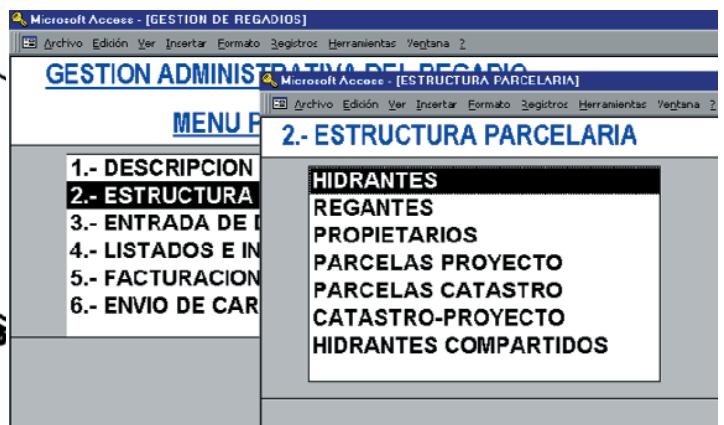 Microsoft Access - [GESTION DE REGADIOS]
Archivo Edición Ver Insertar Formato Registros Herramientas Ventana ?
GESTION ADMINISTRATIVA DEL REGADIO
MENU P
1.- DESCRIPCION
2.- ESTRUCTURA
3.- ENTRADA DE D
4.- LISTADOS E IN
5.- FACTURACION
6.- ENVIO DE CAR
Microsoft Access - [ESTRUCTURA PARCELARIA]
Archivo Edición Ver Insertar Formato Registros Herramientas Ventana ?
2.- ESTRUCTURA PARCELARIA
HIDRANTES
REGANTES
PROPIETARIOS
PARCELAS PROYECTO
PARCELAS CATASTRO
CATASTRO-PROYECTO
HIDRANTES COMPARTIDOS